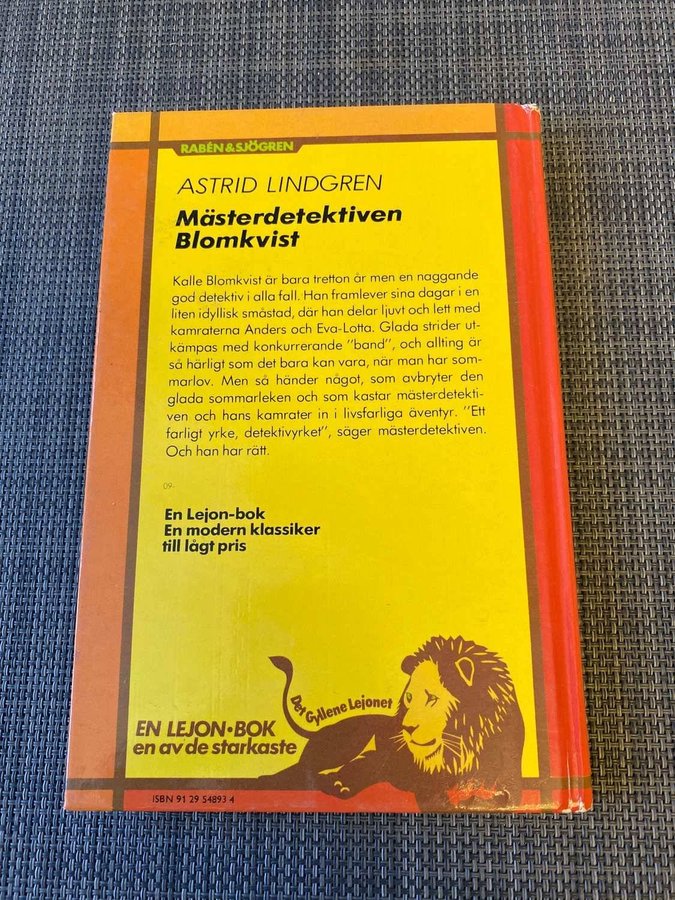 RABÉN & SJÖGREN
ASTRID LINDGREN
Mästerdetektiven
Blomkvist
Kalle Blomkvist är bara tretton år men en naggande
god detektiv i alla fall. Han framlever sina dagar i en
liten idyllisk småstad, där han delar ljuvt och lett med
kamraterna Anders och Eva-Lotta. Glada strider ut-
kämpas med konkurrerande "band", och allting är
så härligt som det bara kan vara, när man har som-
marlov. Men så händer något, som avbryter den
glada sommarleken och som kastar mästerdetekti-
ven och hans kamrater in i livsfarliga äventyr. "Ett
farligt yrke, detektivyrket", säger mästerdetektiven.
Och han har rätt.
09-
En Lejon-bok
En modern klassiker
till lågt pris
Det Gyllene Lejonet
EN LEJON•BOK
en av de starkaste
ISBN 91 29 54893 4